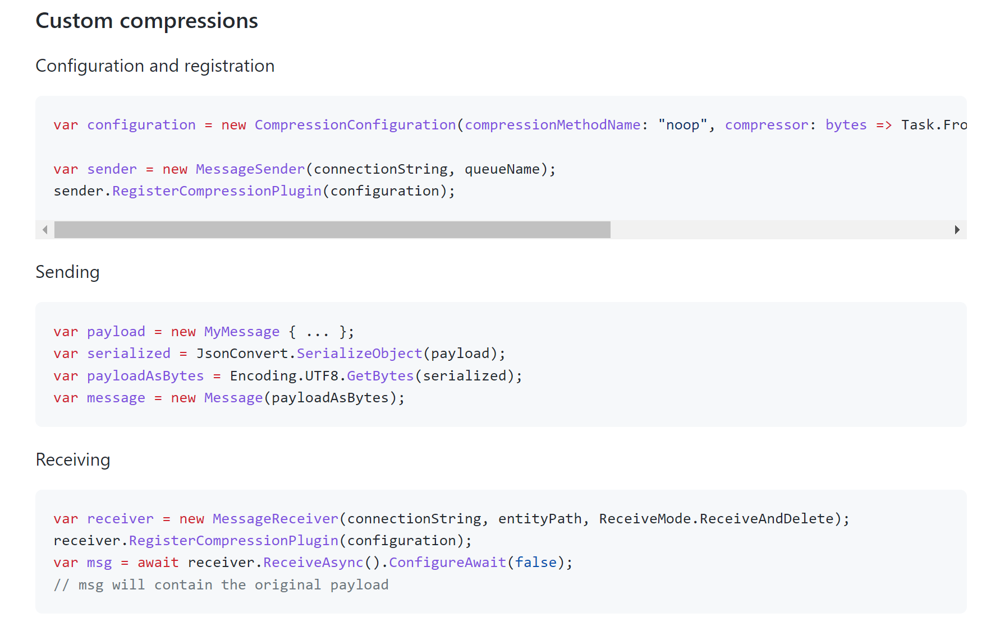 Custom compressions
Configuration and registration
var configuration = new CompressionConfiguration(compressionMethodName: "noop", compressor: bytes => Task.Fro
var sender = new MessageSender(connectionString, queueName);
sender.RegisterCompressionPlugin(configuration);
Sending
var payload = new MyMessage { ... };
var serialized = JsonConvert.SerializeObject(payload);
var payloadAsBytes = Encoding.UTF8.GetBytes(serialized);
var message = new Message(payloadAsBytes);
Receiving
var receiver = new MessageReceiver(connectionString, entityPath, ReceiveMode.ReceiveAndDelete);
receiver.RegisterCompressionPlugin(configuration);
var msg = await receiver.ReceiveAsync().ConfigureAwait(false);
// msg will contain the original payload